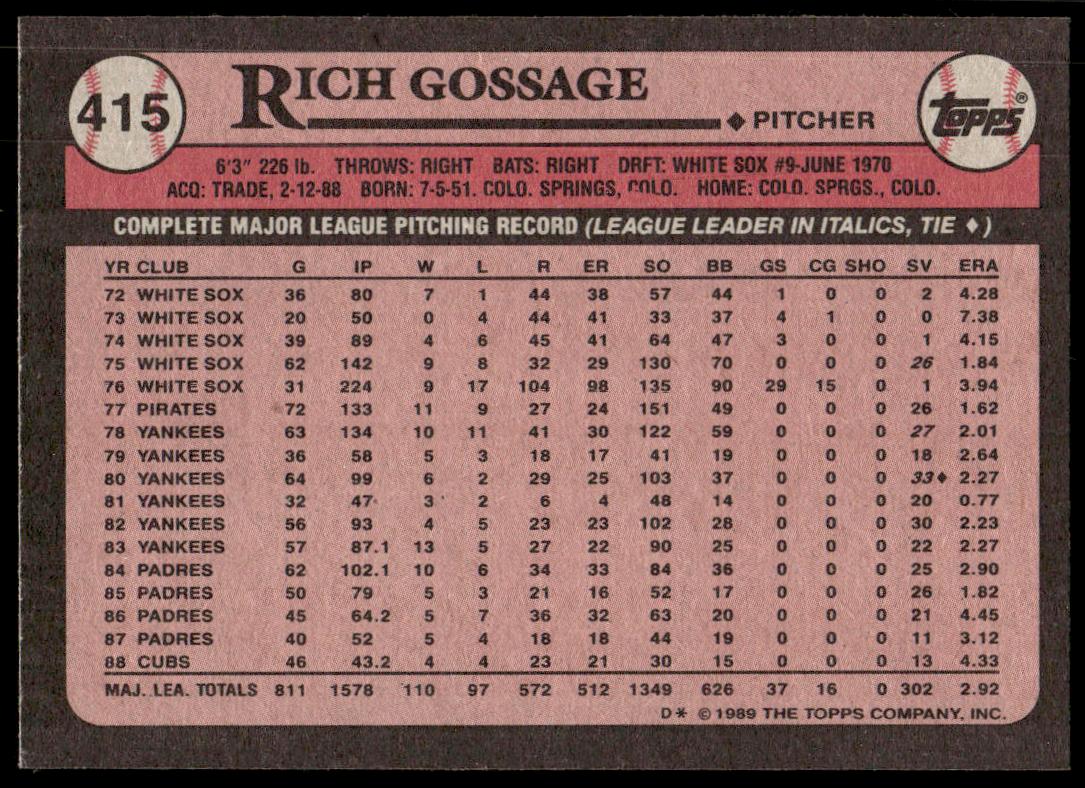 415
RICH GOSSAGE
◆PITCHER
TOPPS®
6'3" 226 lb. THROWS: RIGHT BATS: RIGHT DRFT: WHITE SOX #9-JUNE 1970
ACQ: TRADE, 2-12-88 BORN: 7-5-51. COLO. SPRINGS, COLO. HOME: COLO. SPRGS., COLO.
COMPLETE MAJOR LEAGUE PITCHING RECORD (LEAGUE LEADER IN ITALICS, TIE ♦)
YR CLUB G IP W L R ER SO BB GS CG SHO SV ERA
72 WHITE SOX 36 80 7 1 44 38 57 44 1 0 0 2 4.28
73 WHITE SOX 20 50 0 4 44 41 33 37 4 1 0 0 7.38
74 WHITE SOX 39 89 4 6 45 41 64 47 3 0 0 1 4.15
75 WHITE SOX 62 142 9 8 32 29 130 70 0 0 0 26 1.84
76 WHITE SOX 31 224 9 17 104 98 135 90 29 15 0 1 3.94
77 PIRATES 72 133 11 9 27 24 151 49 0 0 0 26 1.62
78 YANKEES 63 134 10 11 41 30 122 59 0 0 0 27 2.01
79 YANKEES 36 58 5 3 18 17 41 19 0 0 0 18 2.64
80 YANKEES 64 99 6 2 29 25 103 37 0 0 0 33♦ 2.27
81 YANKEES 32 47 3 2 6 4 48 14 0 0 0 20 0.77
82 YANKEES 56 93 4 5 23 23 102 28 0 0 0 30 2.23
83 YANKEES 57 87.1 13 5 27 22 90 25 0 0 0 22 2.27
84 PADRES 62 102.1 10 6 34 33 84 36 0 0 0 25 2.90
85 PADRES 50 79 5 3 21 16 52 17 0 0 0 26 1.82
86 PADRES 45 64.2 5 7 36 32 63 20 0 0 0 21 4.45
87 PADRES 40 52 5 4 18 18 44 19 0 0 0 11 3.12
88 CUBS 46 43.2 4 4 23 21 30 15 0 0 0 13 4.33
MAJ. LEA. TOTALS 811 1578 110 97 572 512 1349 626 37 16 0 302 2.92
D* © 1989 THE TOPPS COMPANY, INC.